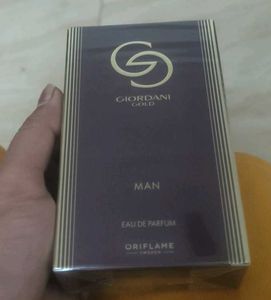 GIORDANI
GOLD
MAN
EAU DE PARFUM
ORIFLAME
SWEDEN